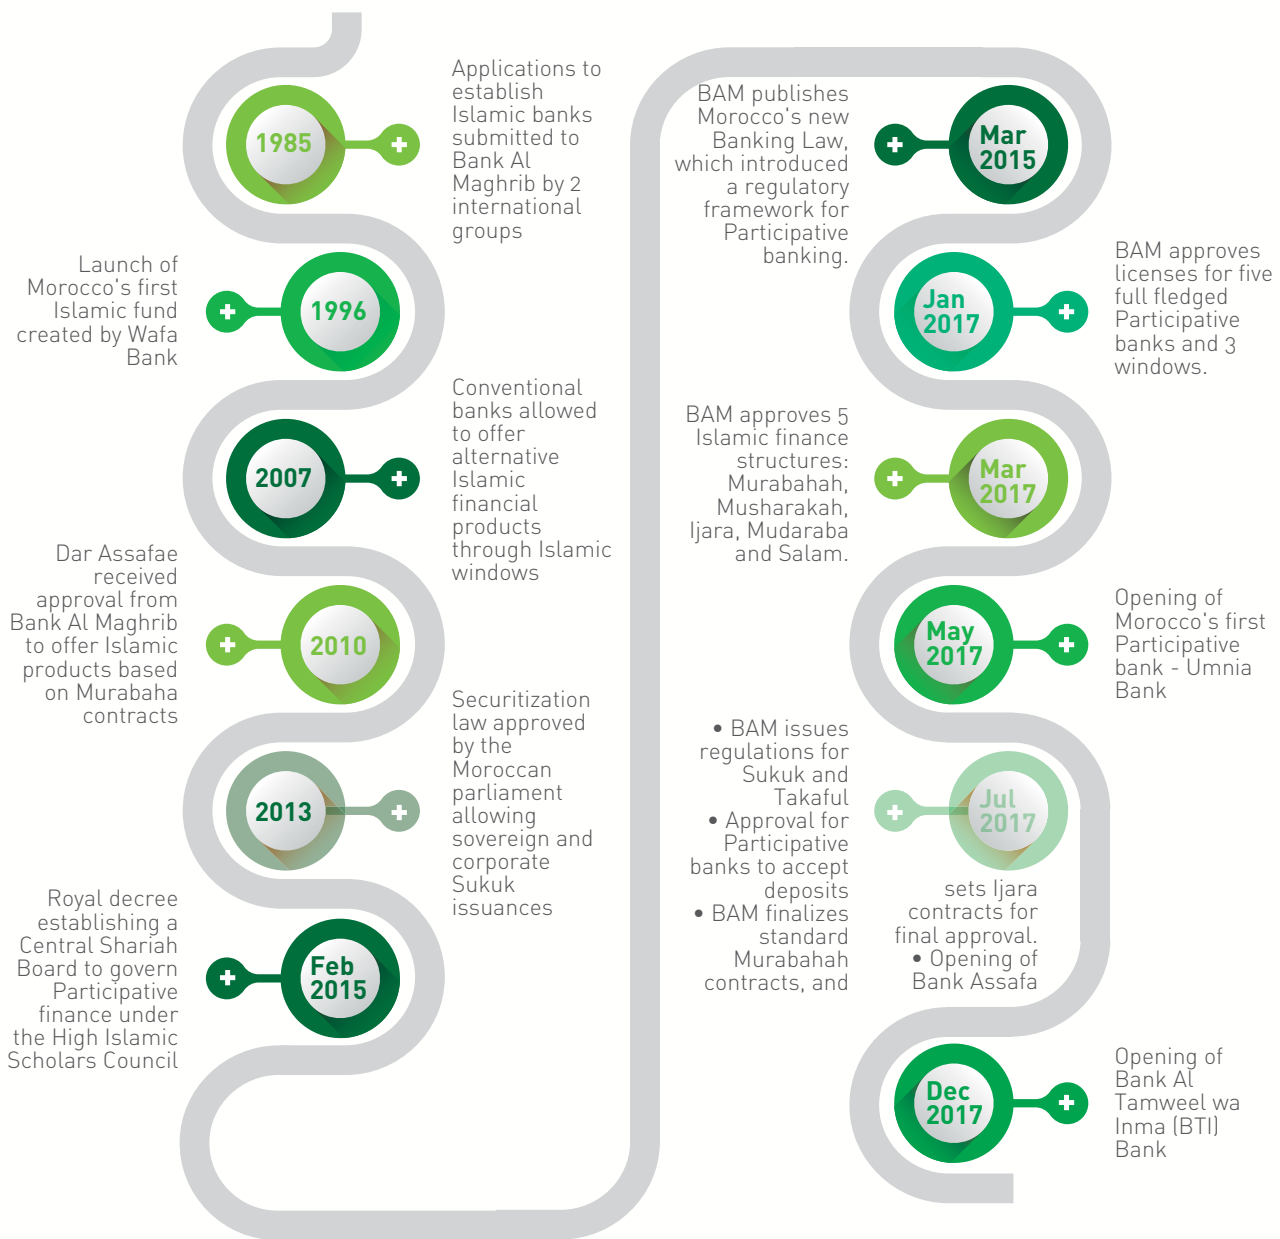 1985
Applications to
establish
Islamic banks
submitted to
Bank Al
Maghrib by 2
international
groups
Launch of
Morocco's first
Islamic fund
created by Wafa
Bank
1996
2007
Conventional
banks allowed
to offer
alternative
Islamic
financial
products
through Islamic
windows
Dar Assafae
received
approval from
Bank Al Maghrib
to offer Islamic
products based
on Murabaha
contracts
2010
2013
Securitization
law approved
by the
Moroccan
parliament
allowing
sovereign and
corporate
Sukuk
issuances
Royal decree
establishing a
Central Shariah
Board to govern
Participative
finance under
the High Islamic
Scholars Council
Feb
2015
BAM publishes
Morocco's new
Banking Law,
which introduced
a regulatory
framework for
Participative
banking.
Mar
2015
Jan
2017
BAM approves
licenses for five
full fledged
Participative
banks and 3
windows.
BAM approves 5
Islamic finance
structures:
Murabahah,
Musharakah,
Ijara, Mudaraba
and Salam.
Mar
2017
May
2017
Opening of
Morocco's first
Participative
bank - Umnia
Bank
• BAM issues
regulations for
Sukuk and
Takaful
• Approval for
Participative
banks to accept
deposits
• BAM finalizes
standard
Murabahah
contracts, and
Jul
2017
sets Ijara
contracts for
final approval.
• Opening of
Bank Assafa
Dec
2017
Opening of
Bank Al
Tamweel wa
Inma (BTI)
Bank